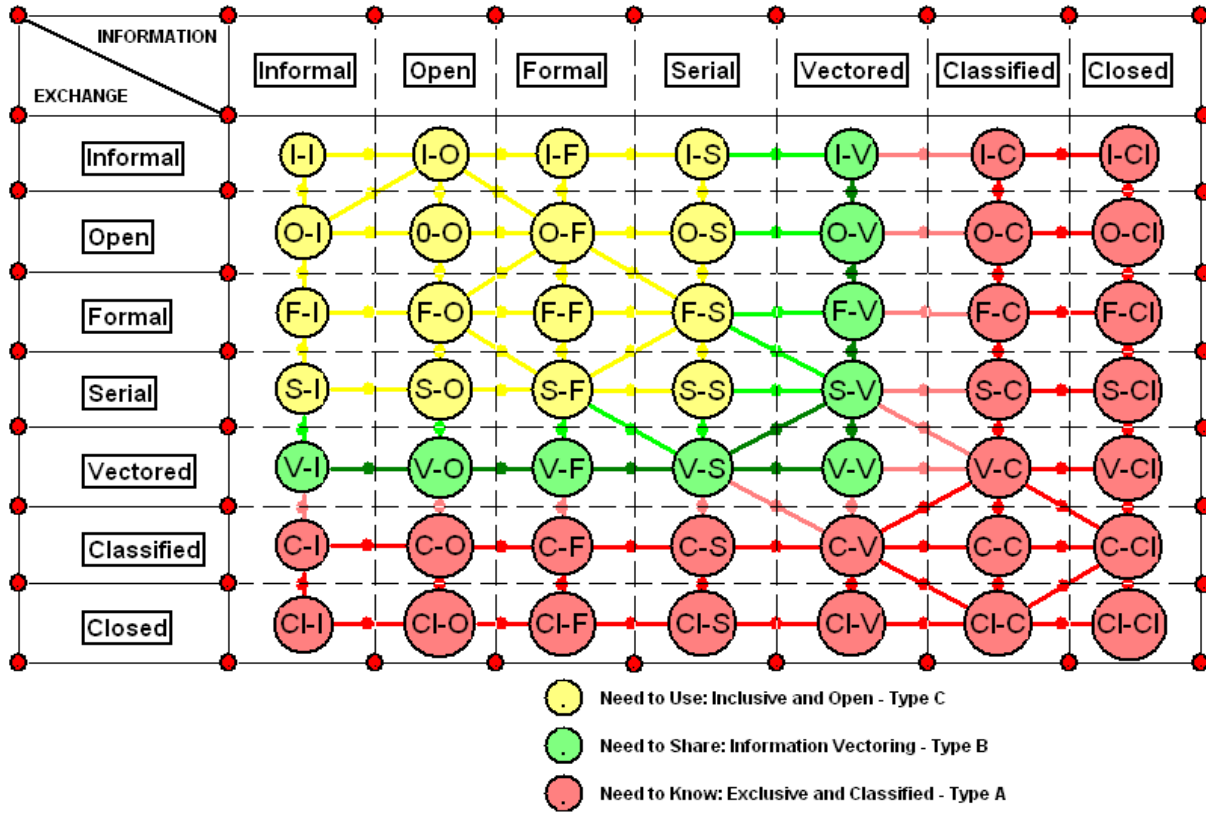 INFORMATION
EXCHANGE
Informal Open Formal Serial Vectored Classified Closed
Informal I-I I-O I-F I-S I-V I-C I-Cl
Open O-I 0-O O-F O-S O-V O-C O-Cl
Formal F-I F-O F-F F-S F-V F-C F-Cl
Serial S-I S-O S-F S-S S-V S-C S-Cl
Vectored V-I V-O V-F V-S V-V V-C V-Cl
Classified C-I C-O C-F C-S C-V C-C C-Cl
Closed Cl-I Cl-O Cl-F Cl-S Cl-V Cl-C Cl-Cl
Need to Use: Inclusive and Open - Type C
Need to Share: Information Vectoring - Type B
Need to Know: Exclusive and Classified - Type A